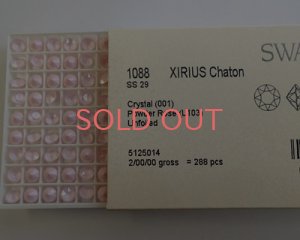 SWA
1088 XIRIUS Chaton
SS 29
Crystal (001)
Powder Rose (L103)
Unfoiled
SOLD OUT
5125014
2/00/00 gross = 288 pcs